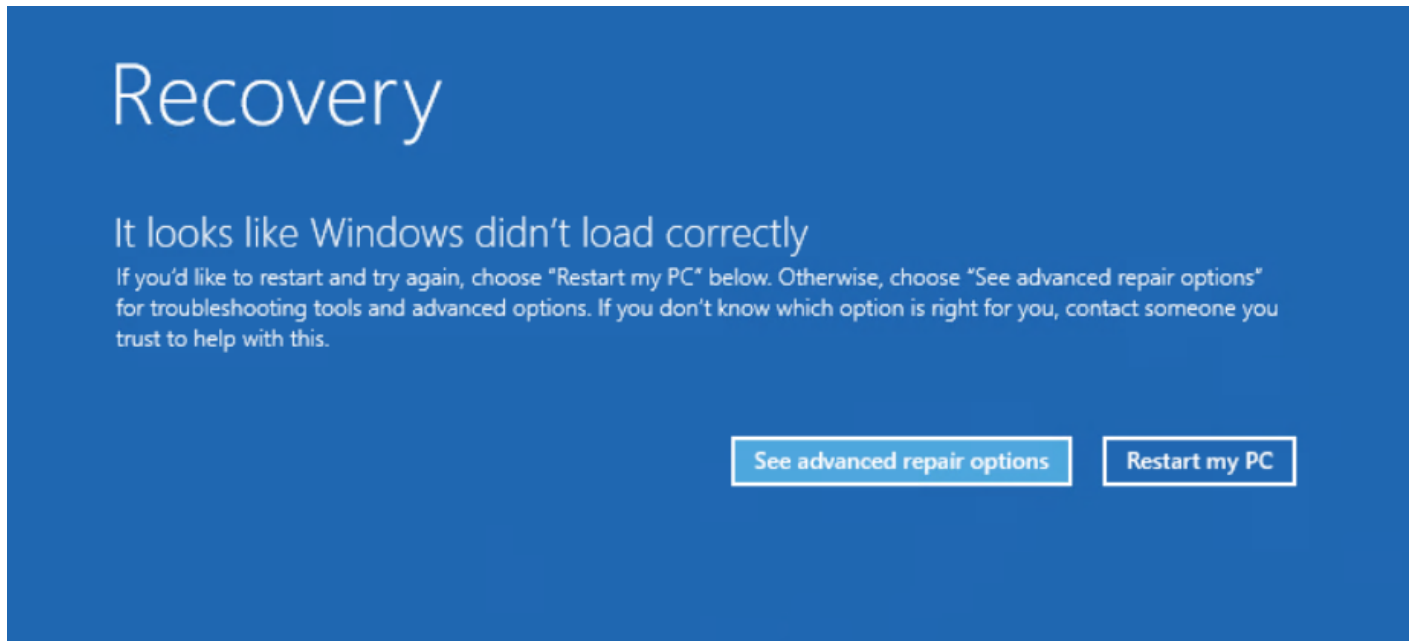 Recovery
It looks like Windows didn’t load correctly
If you’d like to restart and try again, choose “Restart my PC” below. Otherwise, choose “See advanced repair options”
for troubleshooting tools and advanced options. If you don’t know which option is right for you, contact someone you
trust to help with this.
See advanced repair options
Restart my PC